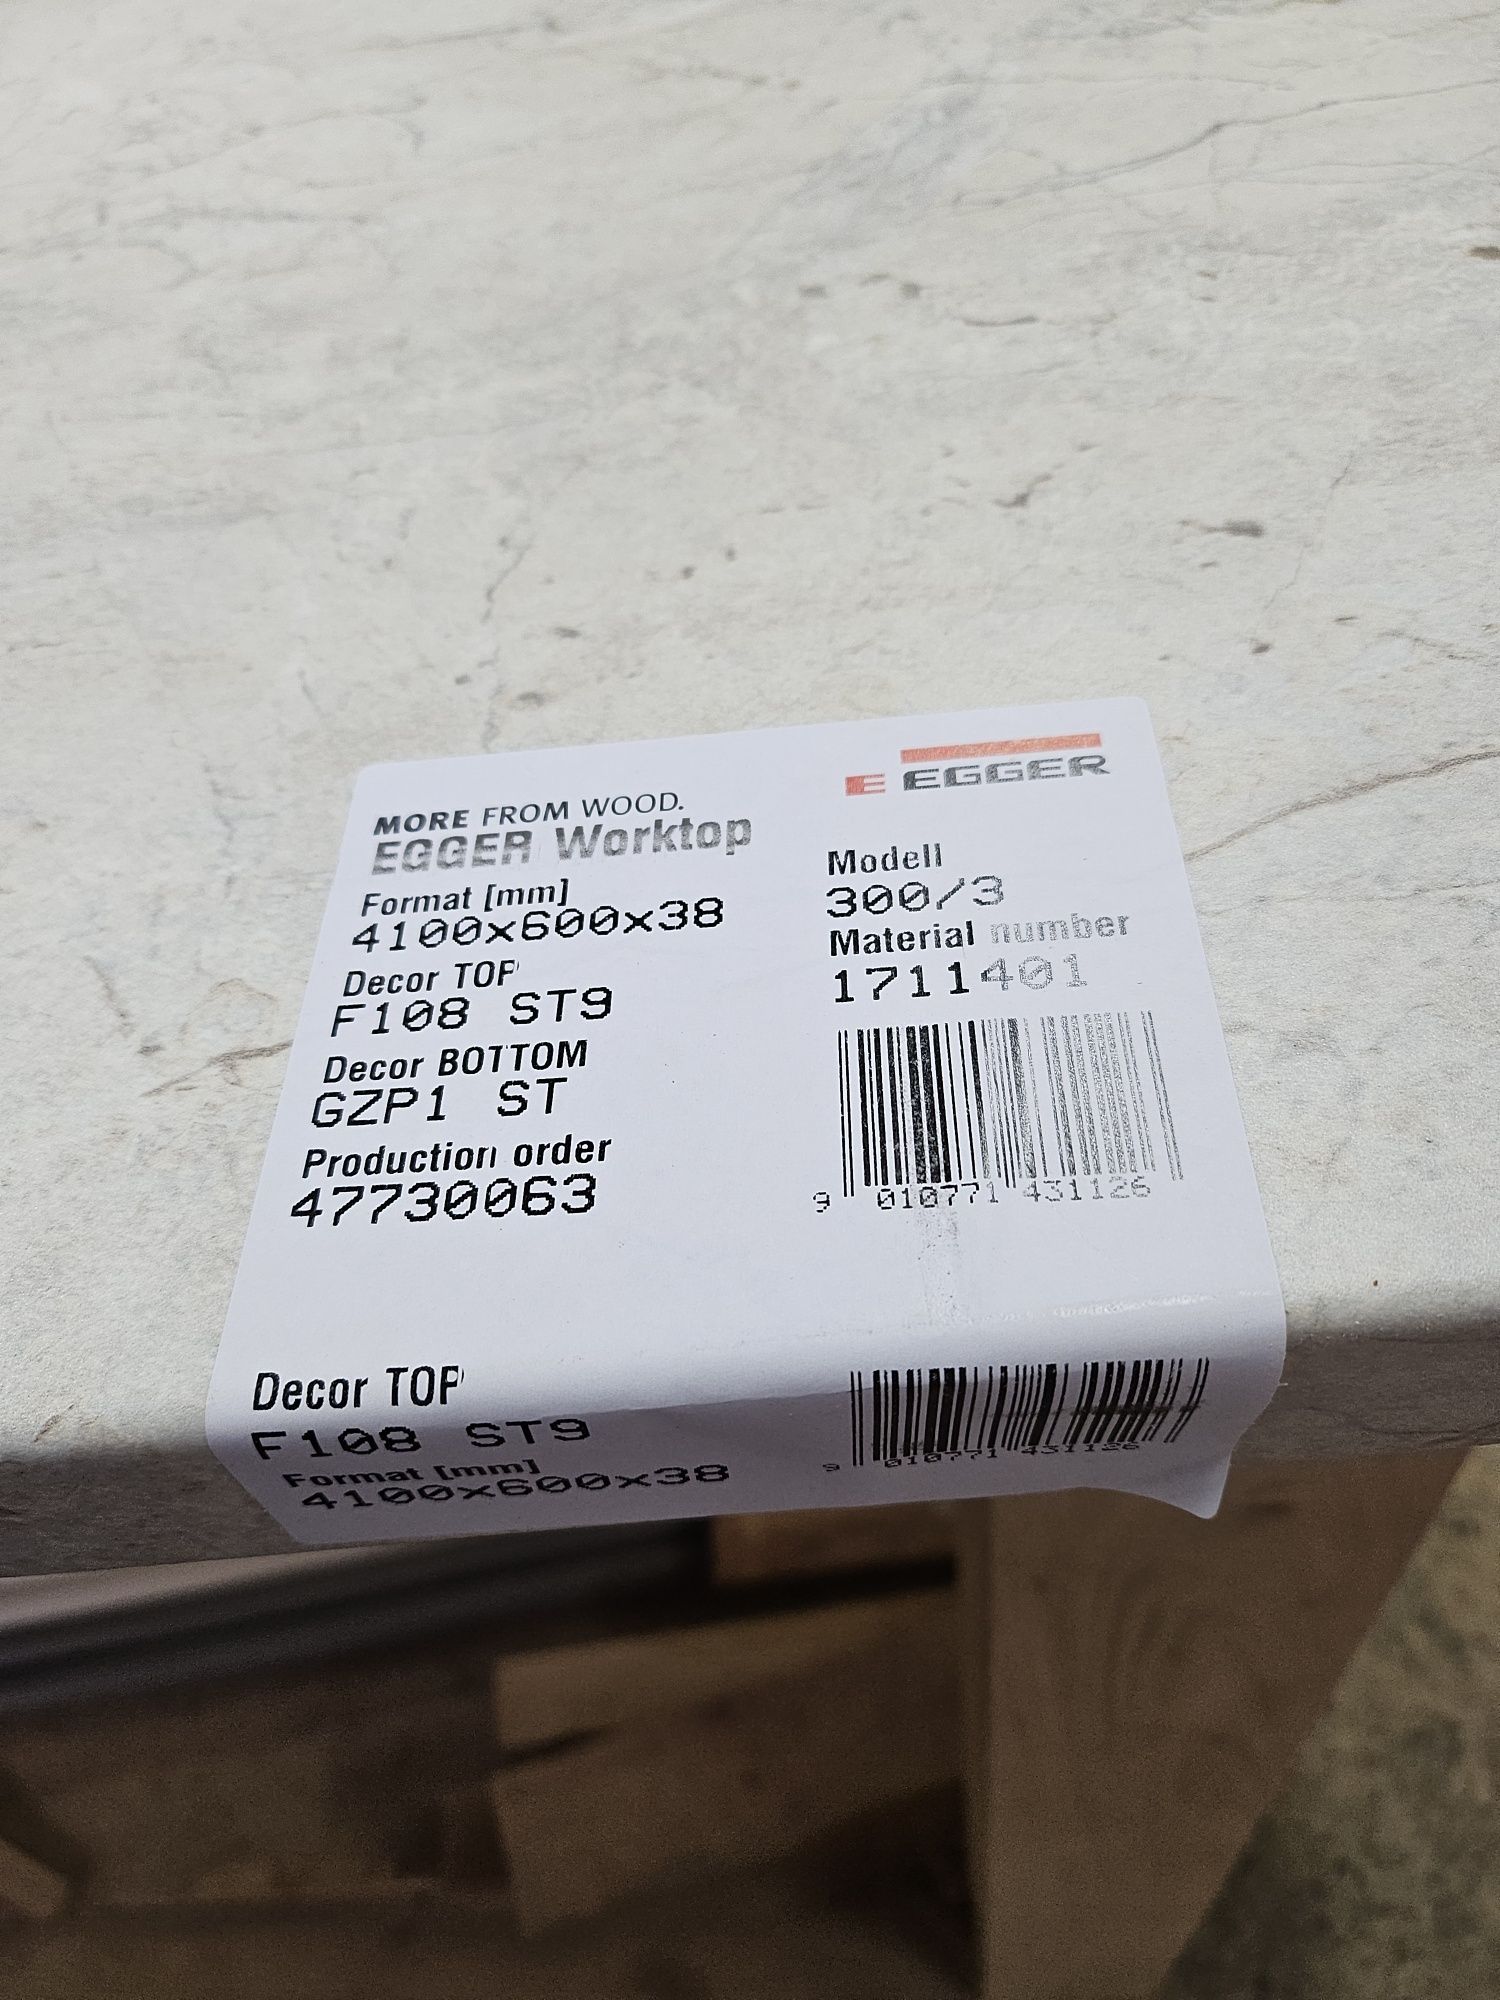 MORE FROM WOOD.
EGGER Worktop
E EGGER
Format [mm]
4100x600x38
Decor TOP
F108 ST9
Decor BOTTOM
GZP1 ST
Production order
47730063
Modell
300/3
Material number
1711401
9 010771 431126
Decor TOP
F108 ST9
Format [mm]
4100x600x38
9 010771 431126